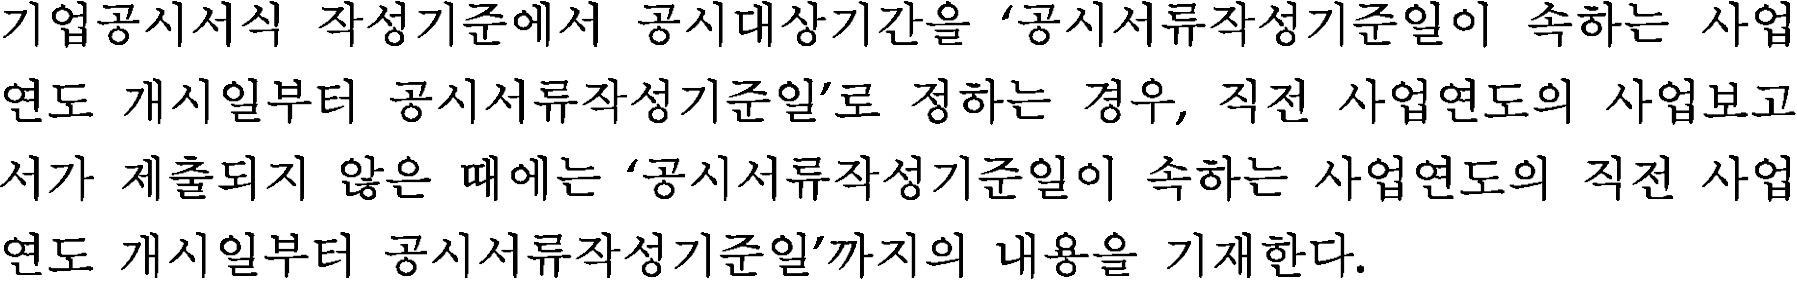 기업공시서식 작성기준에서 공시대상기간을 ‘공시서류작성기준일이 속하는 사업
연도 개시일부터 공시서류작성기준일’로 정하는 경우, 직전 사업연도의 사업보고
서가 제출되지 않은 때에는 ‘공시서류작성기준일이 속하는 사업연도의 직전 사업
연도 개시일부터 공시서류작성기준일’까지의 내용을 기재한다.